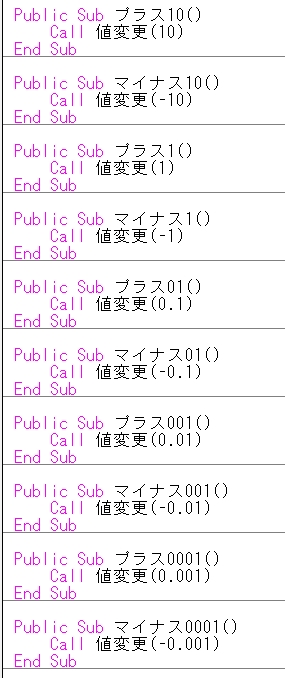 Public Sub プラス10()
    Call 値変更(10)
End Sub
Public Sub マイナス10()
    Call 値変更(-10)
End Sub
Public Sub プラス1()
    Call 値変更(1)
End Sub
Public Sub マイナス1()
    Call 値変更(-1)
End Sub
Public Sub プラス01()
    Call 値変更(0.1)
End Sub
Public Sub マイナス01()
    Call 値変更(-0.1)
End Sub
Public Sub プラス001()
    Call 値変更(0.01)
End Sub
Public Sub マイナス001()
    Call 値変更(-0.01)
End Sub
Public Sub プラス0001()
    Call 値変更(0.001)
End Sub
Public Sub マイナス0001()
    Call 値変更(-0.001)
End Sub